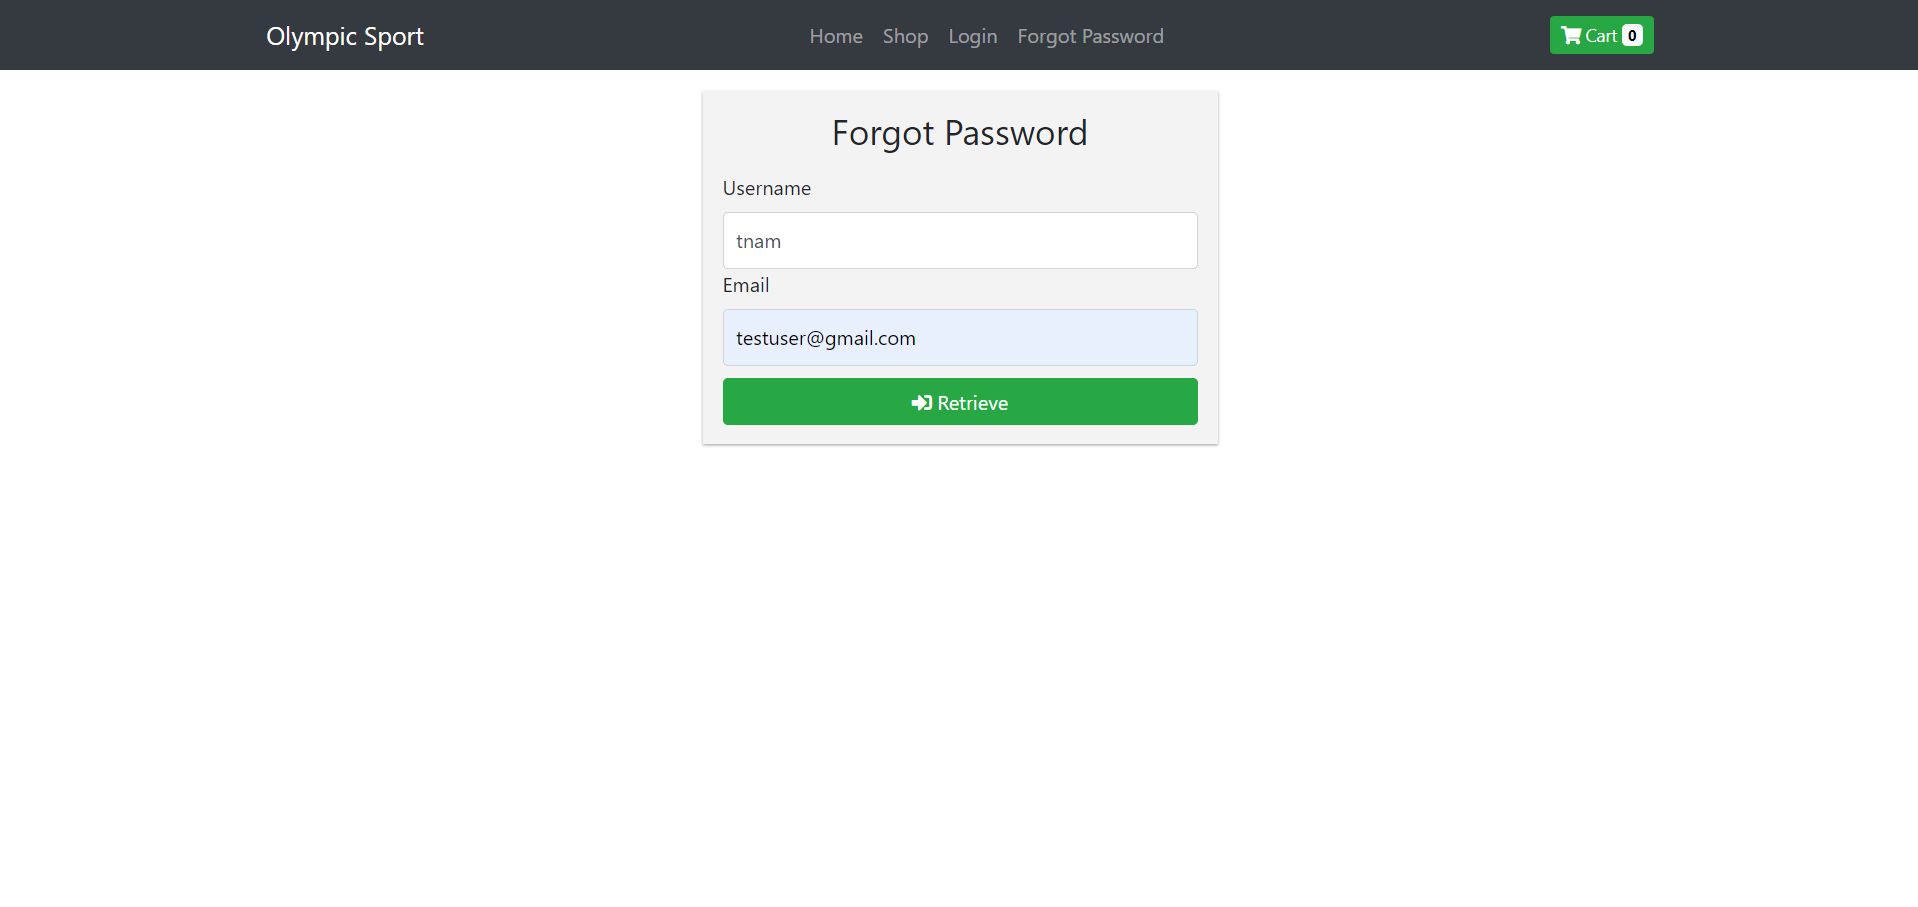 Olympic Sport Home Shop Login Forgot Password Cart 0
Forgot Password
Username
tnam
Email
testuser@gmail.com
Retrieve